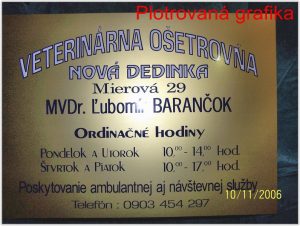 Plotrovaná grafika
VETERINÁRNA OŠETROVŇA
NOVÁ DEDINKA
Mierová 29
MVDr. Ľubomír BARANČOK
Ordinačné hodiny
Pondelok a Utorok 10,00 - 14,00 hod.
Štvrtok a Piatok 10,00 - 17,00 hod.
Poskytovanie ambulantnej aj návštevnej služby
Telefón : 0903 454 297
10/11/2006